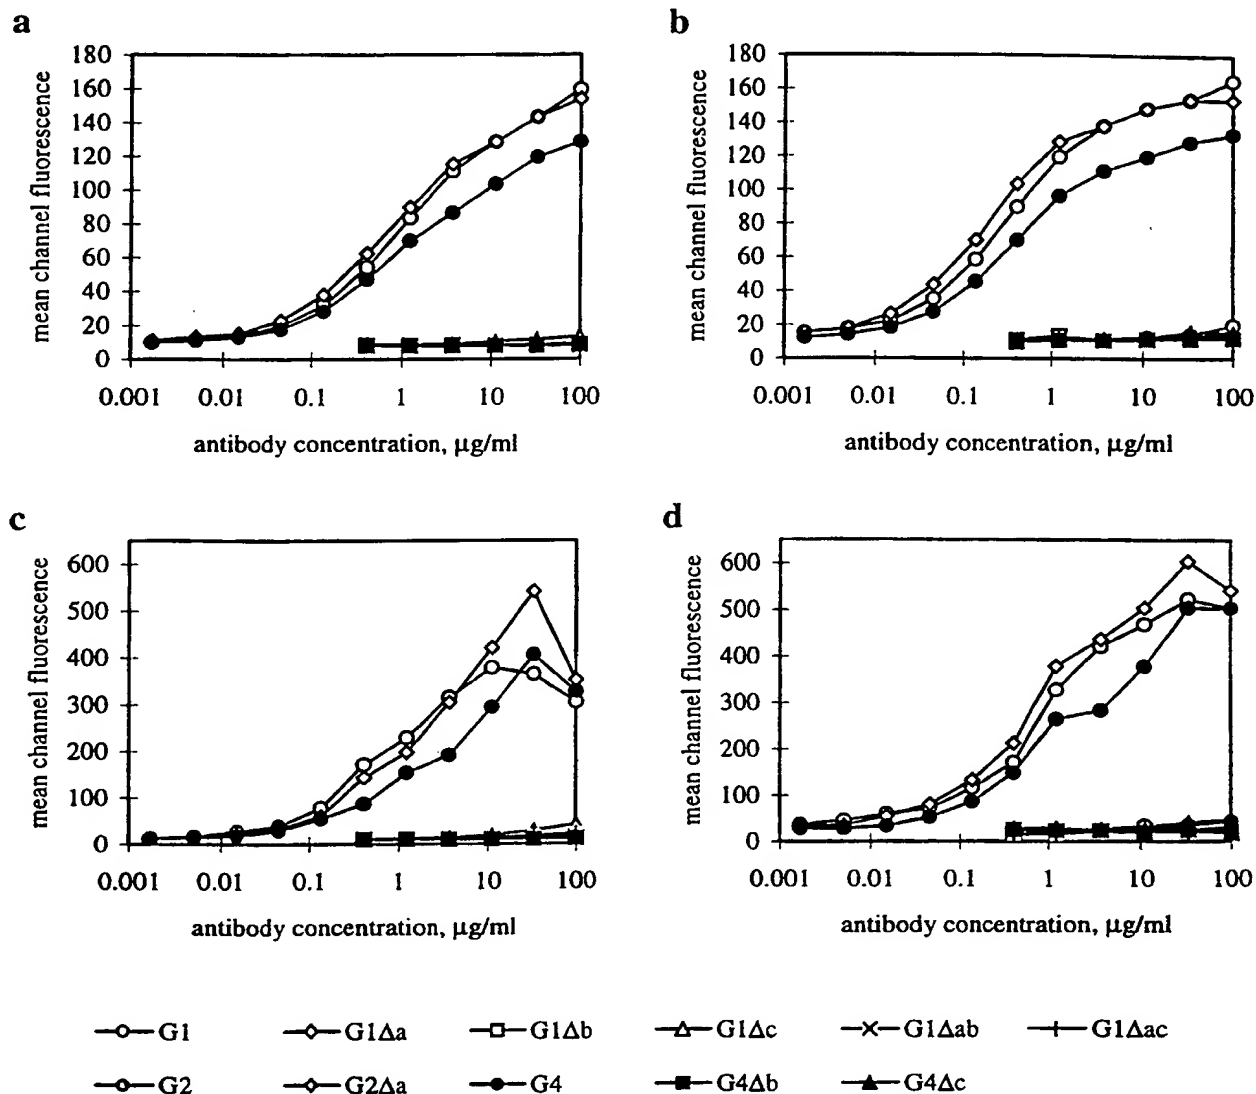 a
180
160
140
120
100
80
60
40
20
0
mean channel fluorescence
0.001 0.01 0.1 1 10 100
antibody concentration, µg/ml
b
180
160
140
120
100
80
60
40
20
0
mean channel fluorescence
0.001 0.01 0.1 1 10 100
antibody concentration, µg/ml
c
600
500
400
300
200
100
0
mean channel fluorescence
0.001 0.01 0.1 1 10 100
antibody concentration, µg/ml
d
600
500
400
300
200
100
0
mean channel fluorescence
0.001 0.01 0.1 1 10 100
antibody concentration, µg/ml
G1 G1Δa G1Δb G1Δc G1Δab G1Δac
G2 G2Δa G4 G4Δb G4Δc